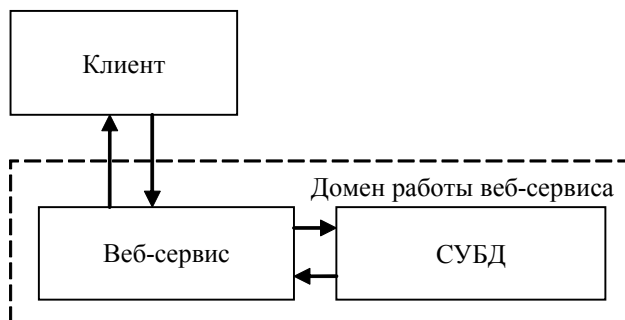 Клиент
Домен работы веб-сервиса
Веб-сервис
СУБД